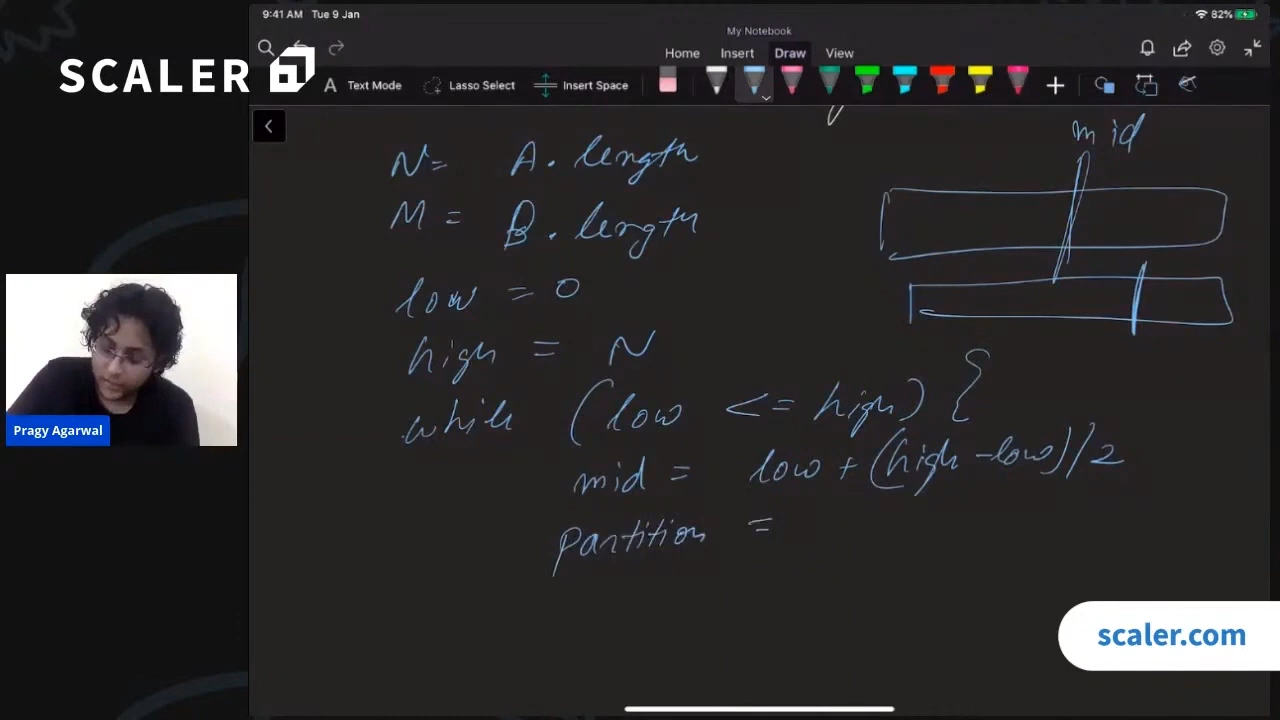 9:41 AM Tue 9 Jan
82%
My Notebook
Home Insert Draw View
SCALER
A Text Mode Lasso Select Insert Space
mid
N = A. length
M = B. length
low = 0
high = N
while (low <= high) {
mid = low + (high - low)/2
partition =
Pragy Agarwal
scaler.com